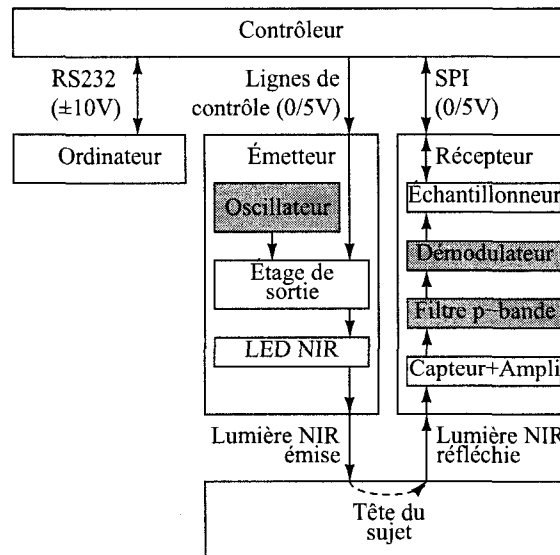 Contrôleur
RS232
(±10V)
Lignes de
contrôle (0/5V)
SPI
(0/5V)
Ordinateur
Émetteur
Récepteur
Oscillateur
Échantillonneur
Étage de
sortie
Démodulateur
Filtre p-bande
LED NIR
Capteur+Ampli
Lumière NIR
émise
Lumière NIR
réfléchie
Tête du
sujet